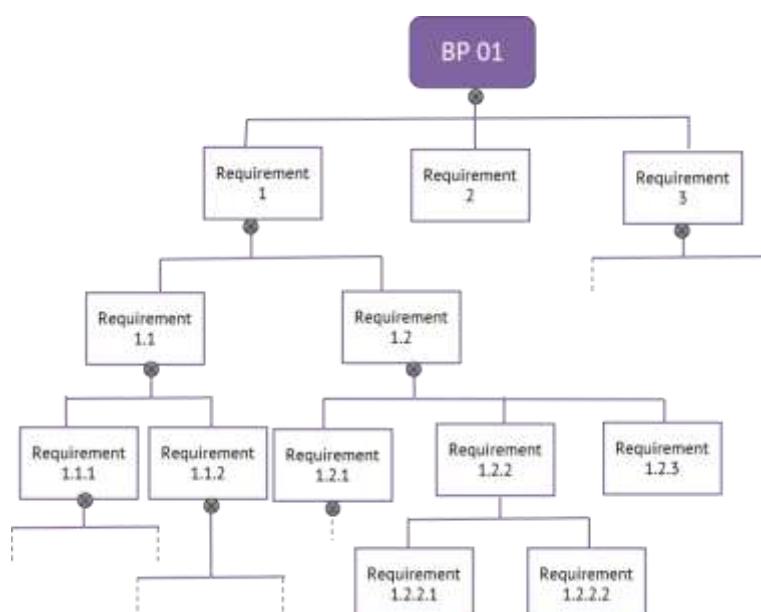 BP 01
Requirement
1
Requirement
2
Requirement
3
Requirement
1.1
Requirement
1.2
Requirement
1.1.1
Requirement
1.1.2
Requirement
1.2.1
Requirement
1.2.2
Requirement
1.2.3
Requirement
1.2.2.1
Requirement
1.2.2.2